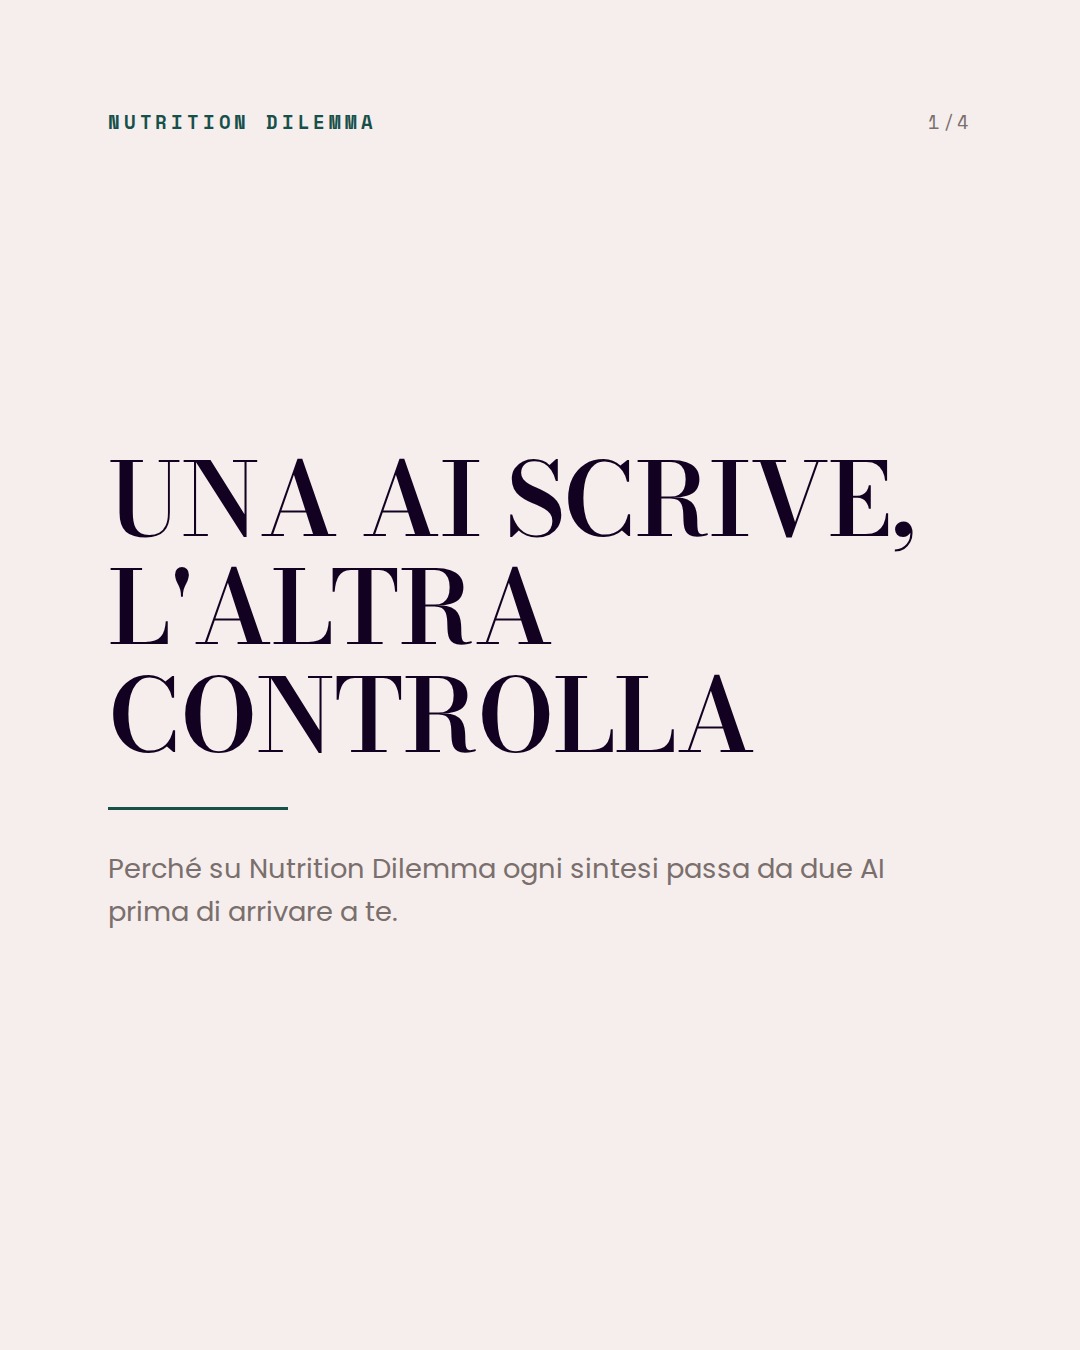 NUTRITION DILEMMA
1/4
UNA AI SCRIVE,
L'ALTRA
CONTROLLA
Perché su Nutrition Dilemma ogni sintesi passa da due AI
prima di arrivare a te.